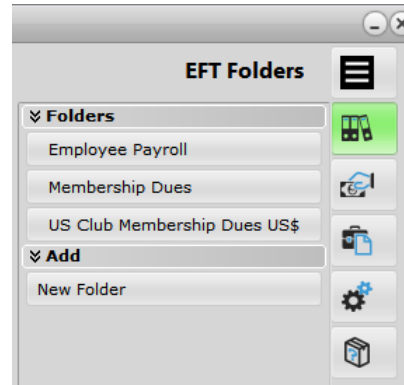 EFT Folders
Folders
Employee Payroll
Membership Dues
US Club Membership Dues US$
Add
New Folder